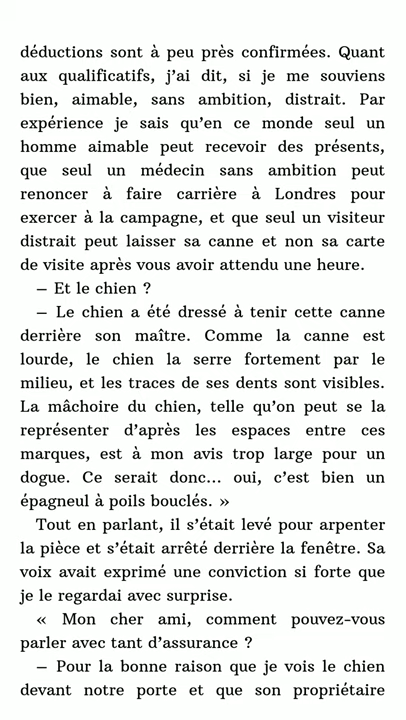 déductions sont à peu près confirmées. Quant
aux qualificatifs, j’ai dit, si je me souviens
bien, aimable, sans ambition, distrait. Par
expérience je sais qu’en ce monde seul un
homme aimable peut recevoir des présents,
que seul un médecin sans ambition peut
renoncer à faire carrière à Londres pour
exercer à la campagne, et que seul un visiteur
distrait peut laisser sa canne et non sa carte
de visite après vous avoir attendu une heure.
– Et le chien ?
– Le chien a été dressé à tenir cette canne
derrière son maître. Comme la canne est
lourde, le chien la serre fortement par le
milieu, et les traces de ses dents sont visibles.
La mâchoire du chien, telle qu’on peut se la
représenter d’après les espaces entre ces
marques, est à mon avis trop large pour un
dogue. Ce serait donc… oui, c’est bien un
épagneul à poils bouclés. »
Tout en parlant, il s’était levé pour arpenter
la pièce et s’était arrêté derrière la fenêtre. Sa
voix avait exprimé une conviction si forte que
je le regardai avec surprise.
« Mon cher ami, comment pouvez-vous
parler avec tant d’assurance ?
– Pour la bonne raison que je vois le chien
devant notre porte et que son propriétaire